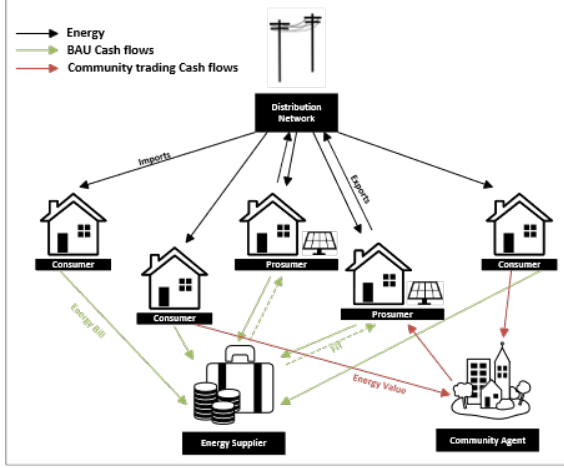 Energy
BAU Cash flows
Community trading Cash flows
Distribution
Network
Imports
Exports
Consumer
Prosumer
Consumer
Consumer
Prosumer
Energy Bill
FIT
Energy Value
Energy Supplier
Community Agent